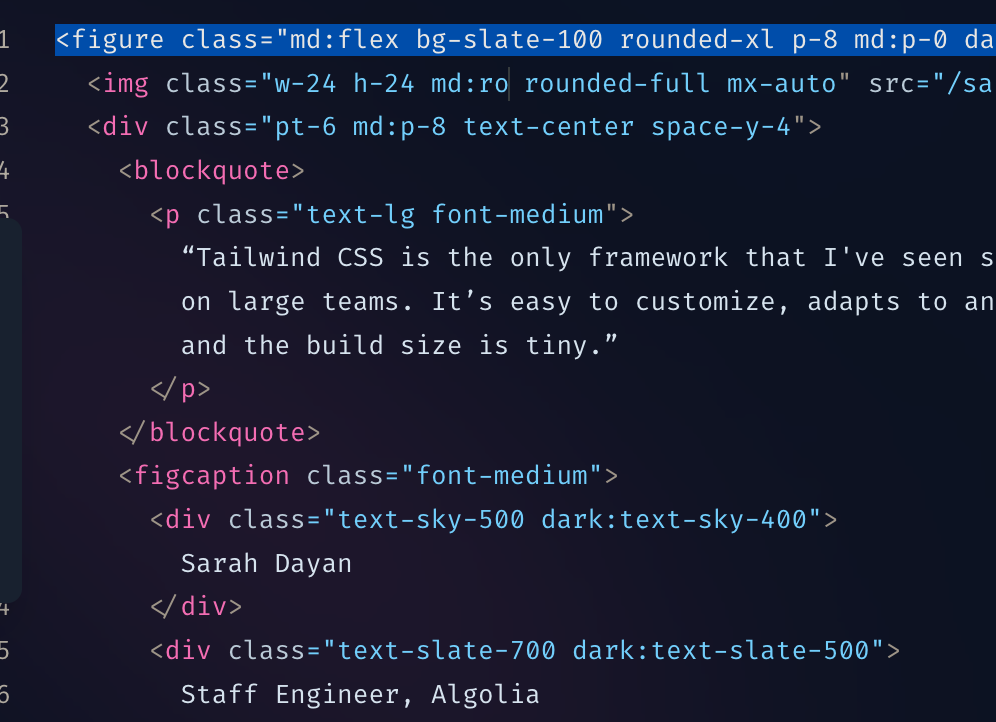 1 <figure class="md:flex bg-slate-100 rounded-xl p-8 md:p-0 da
2 <img class="w-24 h-24 md:ro rounded-full mx-auto" src="/sa
3 <div class="pt-6 md:p-8 text-center space-y-4">
4 <blockquote>
5 <p class="text-lg font-medium">
“Tailwind CSS is the only framework that I've seen s
on large teams. It’s easy to customize, adapts to an
and the build size is tiny.”
</p>
</blockquote>
<figcaption class="font-medium">
<div class="text-sky-500 dark:text-sky-400">
Sarah Dayan
4 </div>
5 <div class="text-slate-700 dark:text-slate-500">
6 Staff Engineer, Algolia